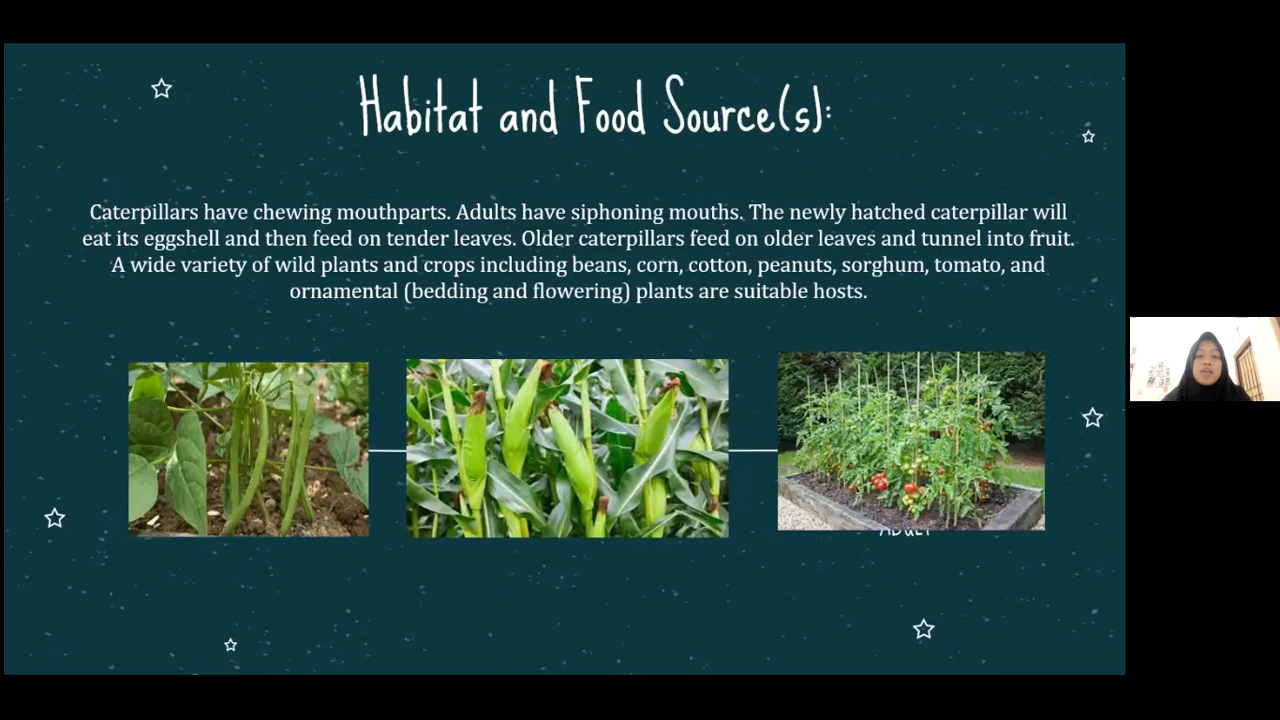 Habitat and Food Source(s):
Caterpillars have chewing mouthparts. Adults have siphoning mouths. The newly hatched caterpillar will
eat its eggshell and then feed on tender leaves. Older caterpillars feed on older leaves and tunnel into fruit.
A wide variety of wild plants and crops including beans, corn, cotton, peanuts, sorghum, tomato, and
ornamental (bedding and flowering) plants are suitable hosts.
ADULT